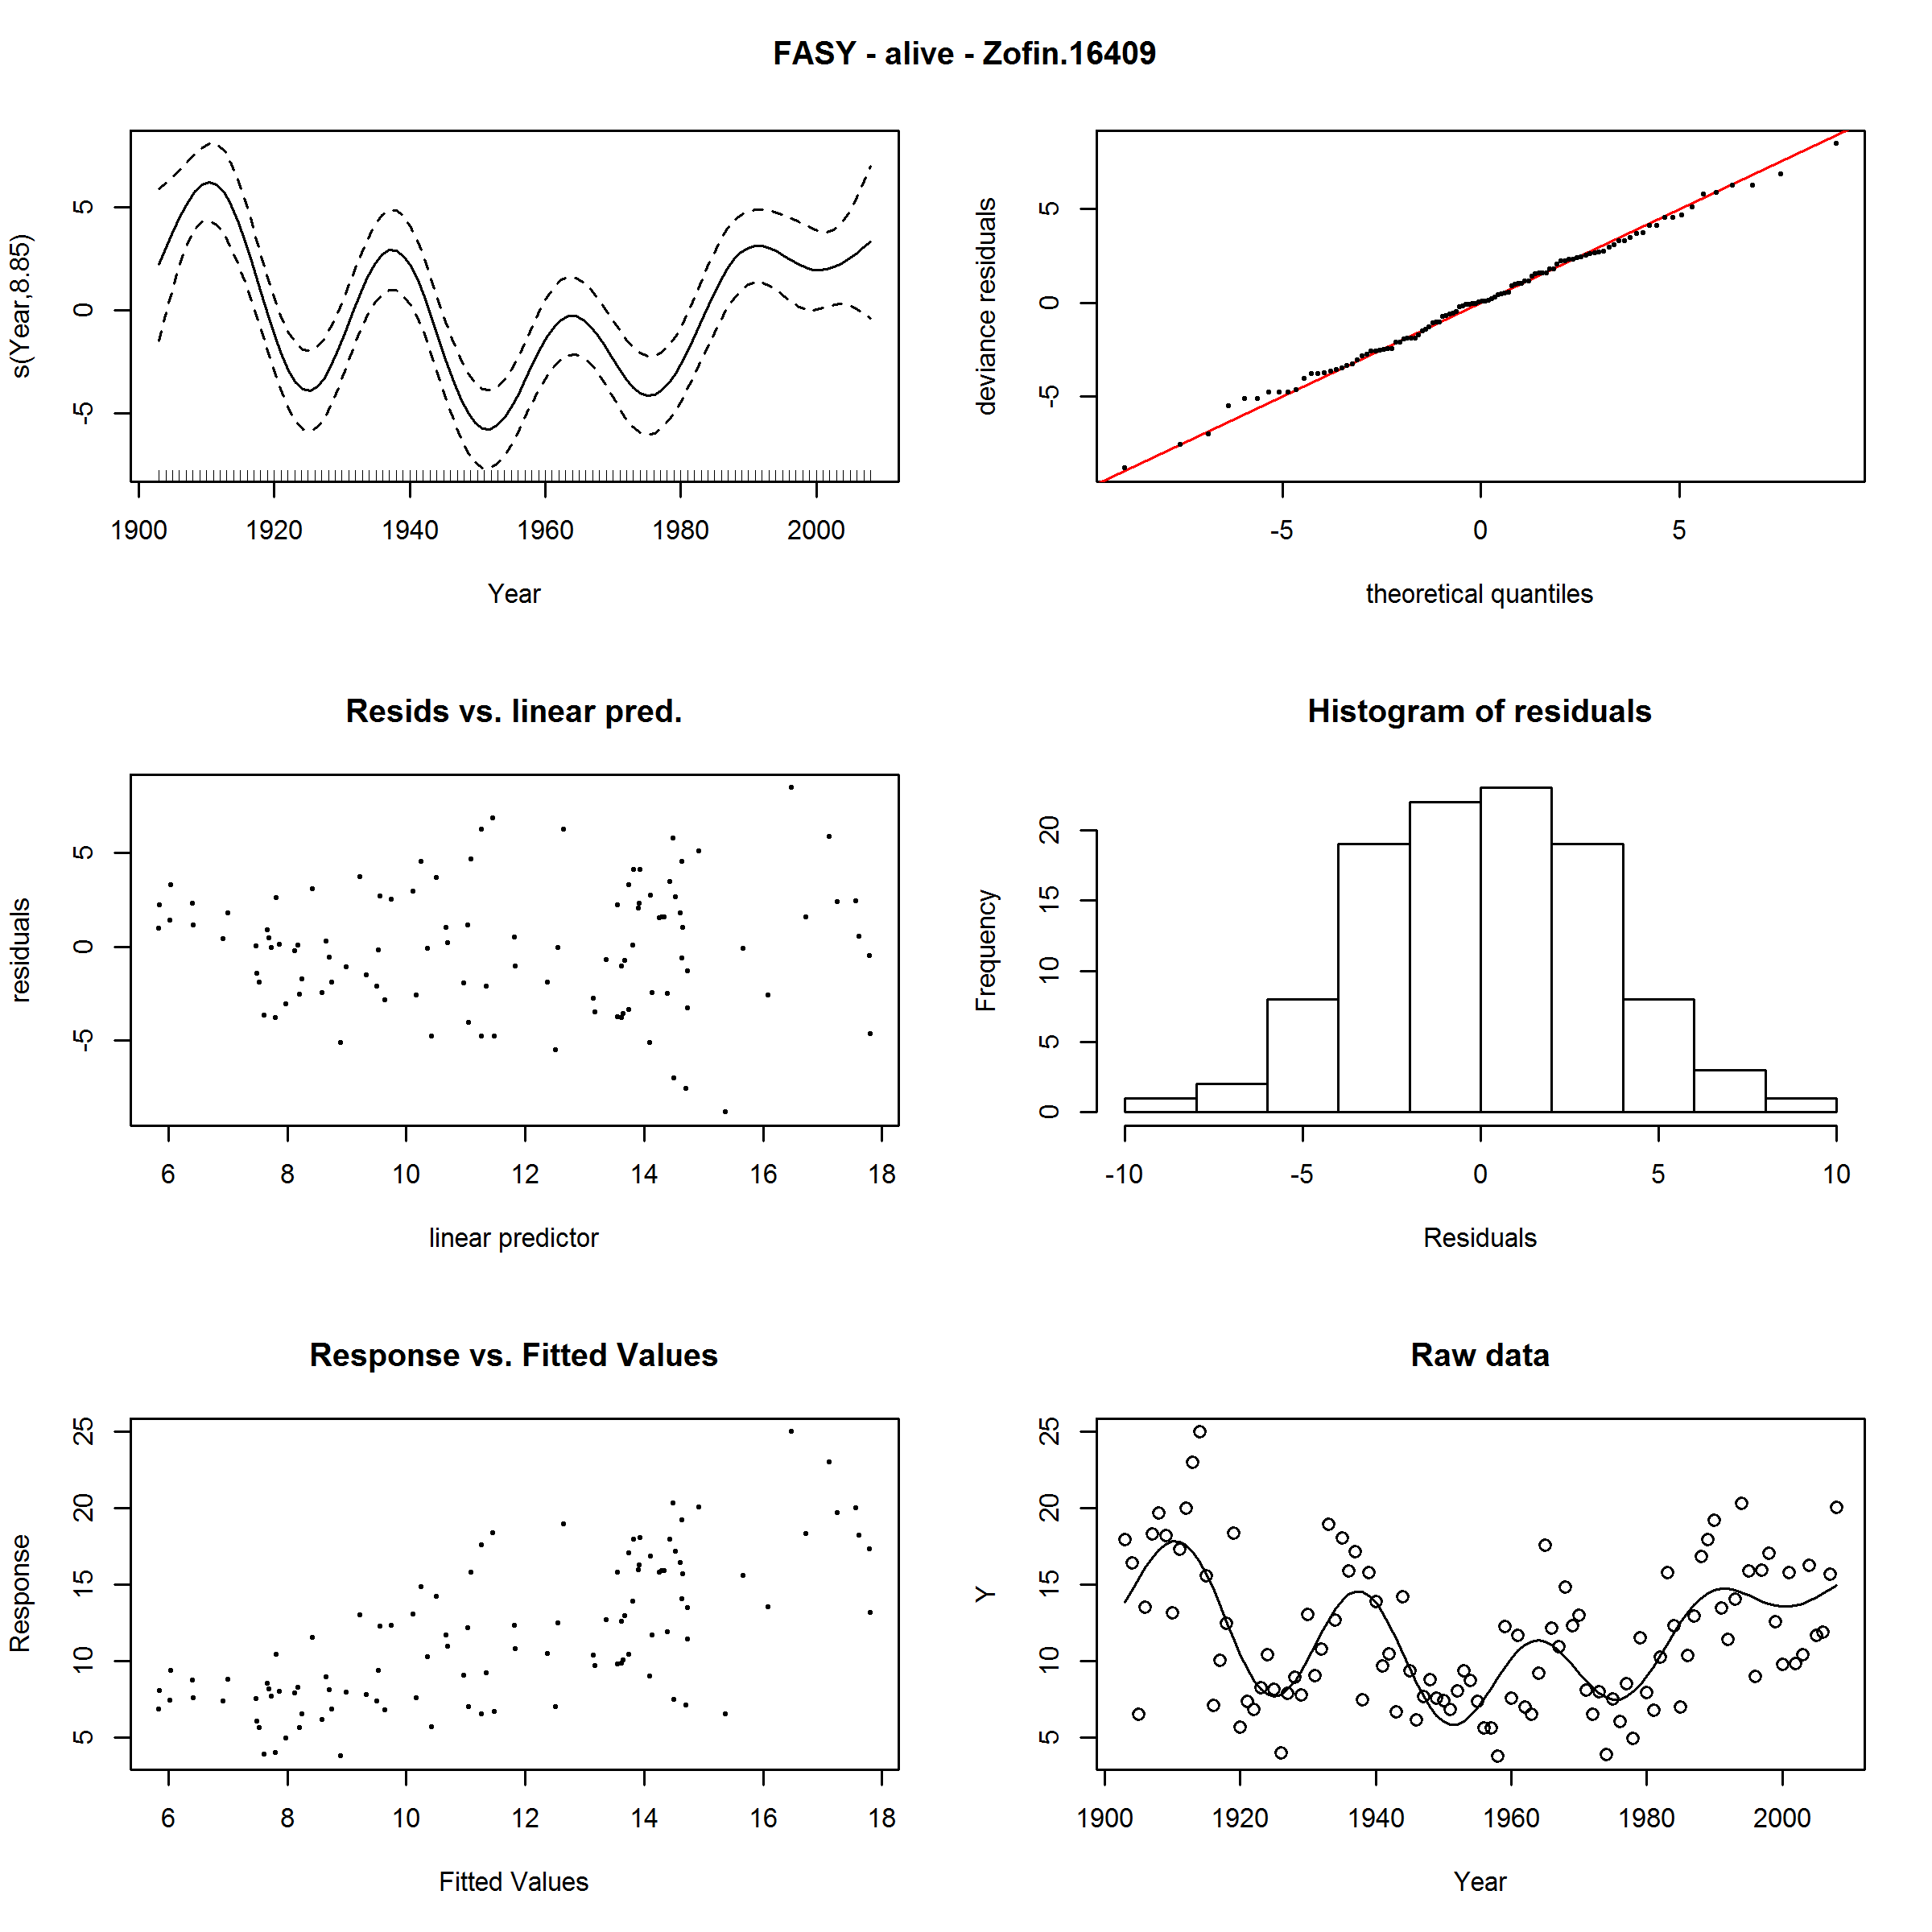 FASY - alive - Zofin.16409
s(Year,8.85)
-5 0 5
1900 1920 1940 1960 1980 2000
Year
deviance residuals
-5 0 5
-5 0 5
theoretical quantiles
Resids vs. linear pred.
residuals
-5 0 5
6 8 10 12 14 16 18
linear predictor
Histogram of residuals
Frequency
0 5 10 15 20
-10 -5 0 5 10
Residuals
Response vs. Fitted Values
Response
5 10 15 20 25
6 8 10 12 14 16 18
Fitted Values
Raw data
Y
5 10 15 20 25
1900 1920 1940 1960 1980 2000
Year